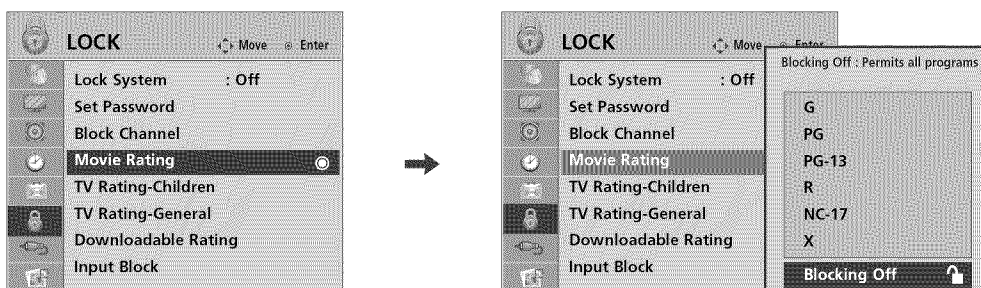 LOCK
Move Enter
Lock System : Off
Set Password
Block Channel
Movie Rating
TV Rating-Children
TV Rating-General
Downloadable Rating
Input Block
LOCK
Move Enter
Lock System : Off
Set Password
Block Channel
Movie Rating
TV Rating-Children
TV Rating-General
Downloadable Rating
Input Block
Blocking Off : Permits all programs
G
PG
PG-13
R
NC-17
X
Blocking Off